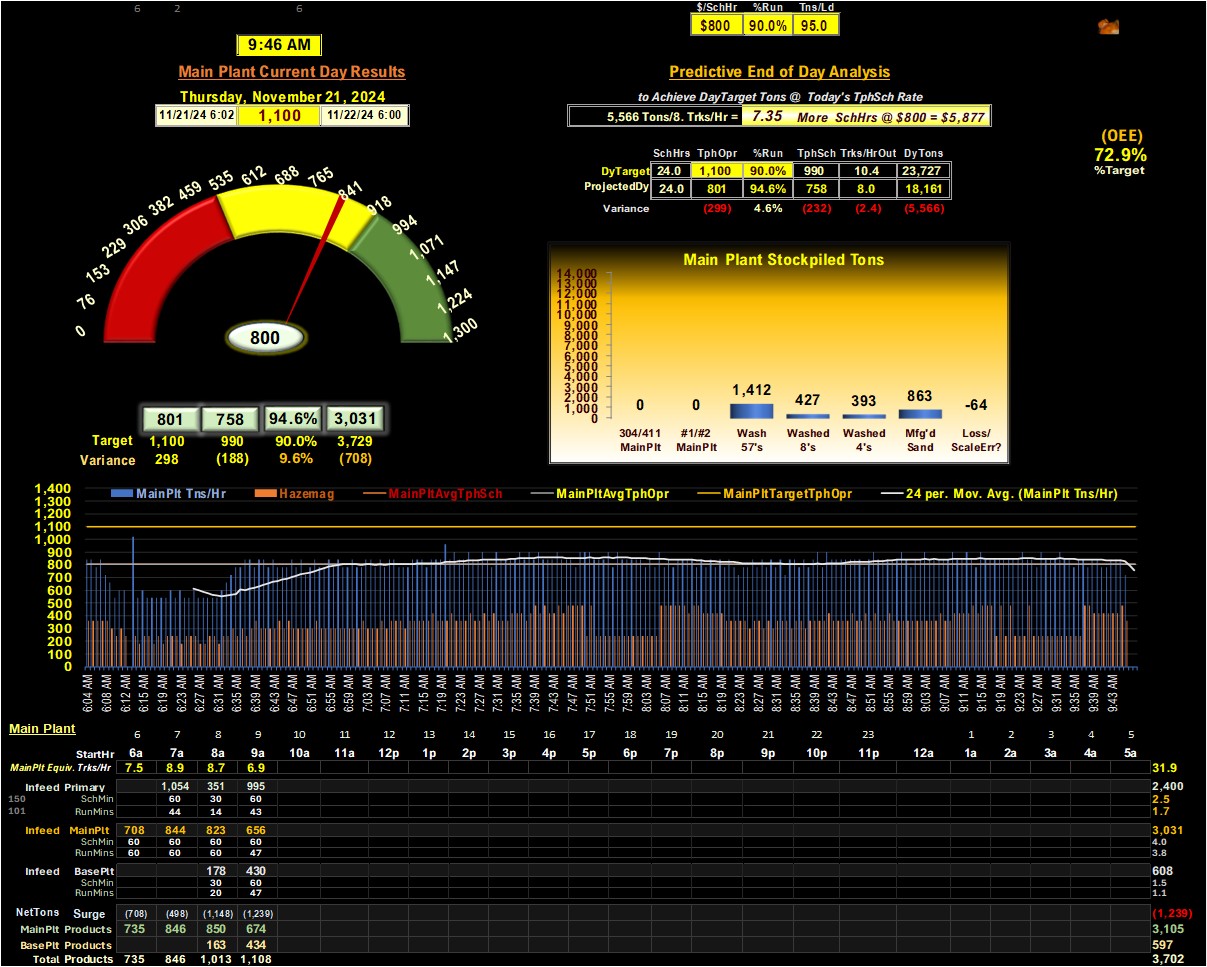 6 2 6
$/SchHr %Run Tns/Ld
$800 90.0% 95.0
9:46 AM
Main Plant Current Day Results
Thursday, November 21, 2024
11/21/24 6:02 1,100 11/22/24 6:00
Predictive End of Day Analysis
to Achieve DayTarget Tons @ Today's TphSch Rate
5,566 Tons/8. Trks/Hr = 7.35 More SchHrs @ $800 = $5,877
(OEE)
72.9%
%Target
SchHrs TphOpr %Run TphSch Trks/HrOut DyTons
DyTarget 24.0 1,100 90.0% 990 10.4 23,727
ProjectedDy 24.0 801 94.6% 758 8.0 18,161
Variance (299) 4.6% (232) (2.4) (5,566)
0 76 153 229 306 382 459 535 612 688 765 841 918 994 1,071 1,147 1,224 1,300
800
801 758 94.6% 3,031
Target 1,100 990 90.0% 3,729
Variance 298 (188) 9.6% (708)
Main Plant Stockpiled Tons
14,000
13,000
12,000
11,000
10,000
9,000
8,000
7,000
6,000
5,000
4,000
3,000
2,000
1,000
0
0 0 1,412 427 393 863 -64
304/411 #1/#2 Wash Washed Washed Mfg'd Loss/
MainPlt MainPlt 57's 8's 4's Sand ScaleErr?
MainPlt Tns/Hr Hazemag MainPltAvgTphSch MainPltAvgTphOpr MainPltTargetTphOpr 24 per. Mov. Avg. (MainPlt Tns/Hr)
1,400
1,300
1,200
1,100
1,000
900
800
700
600
500
400
300
200
100
0
6:04 AM 6:08 AM 6:12 AM 6:15 AM 6:19 AM 6:23 AM 6:27 AM 6:31 AM 6:35 AM 6:39 AM 6:43 AM 6:47 AM 6:51 AM 6:55 AM 6:59 AM 7:03 AM 7:07 AM 7:11 AM 7:15 AM 7:19 AM 7:23 AM 7:27 AM 7:31 AM 7:35 AM 7:39 AM 7:43 AM 7:47 AM 7:51 AM 7:55 AM 7:59 AM 8:03 AM 8:07 AM 8:11 AM 8:15 AM 8:19 AM 8:23 AM 8:27 AM 8:31 AM 8:35 AM 8:39 AM 8:43 AM 8:47 AM 8:51 AM 8:55 AM 8:59 AM 9:03 AM 9:07 AM 9:11 AM 9:15 AM 9:19 AM 9:23 AM 9:27 AM 9:31 AM 9:35 AM 9:39 AM 9:43 AM
Main Plant
6 7 8 9 10 11 12 13 14 15 16 17 18 19 20 21 22 23 1 2 3 4 5
StartHr 6a 7a 8a 9a 10a 11a 12p 1p 2p 3p 4p 5p 6p 7p 8p 9p 10p 11p 12a 1a 2a 3a 4a 5a
MainPlt Equiv. Trks/Hr 7.5 8.9 8.7 6.9 31.9
Infeed Primary 1,054 351 995 2,400
150 SchMin 60 30 60 2.5
101 RunMins 44 14 43 1.7
Infeed MainPlt 708 844 823 656 3,031
SchMin 60 60 60 60 4.0
RunMins 60 60 60 47 3.8
Infeed BasePlt 178 430 608
SchMin 30 60 1.5
RunMins 20 47 1.1
NetTons Surge (708) (498) (1,148) (1,239) (1,239)
MainPlt Products 735 846 850 674 3,105
BasePlt Products 163 434 597
Total Products 735 846 1,013 1,108 3,702